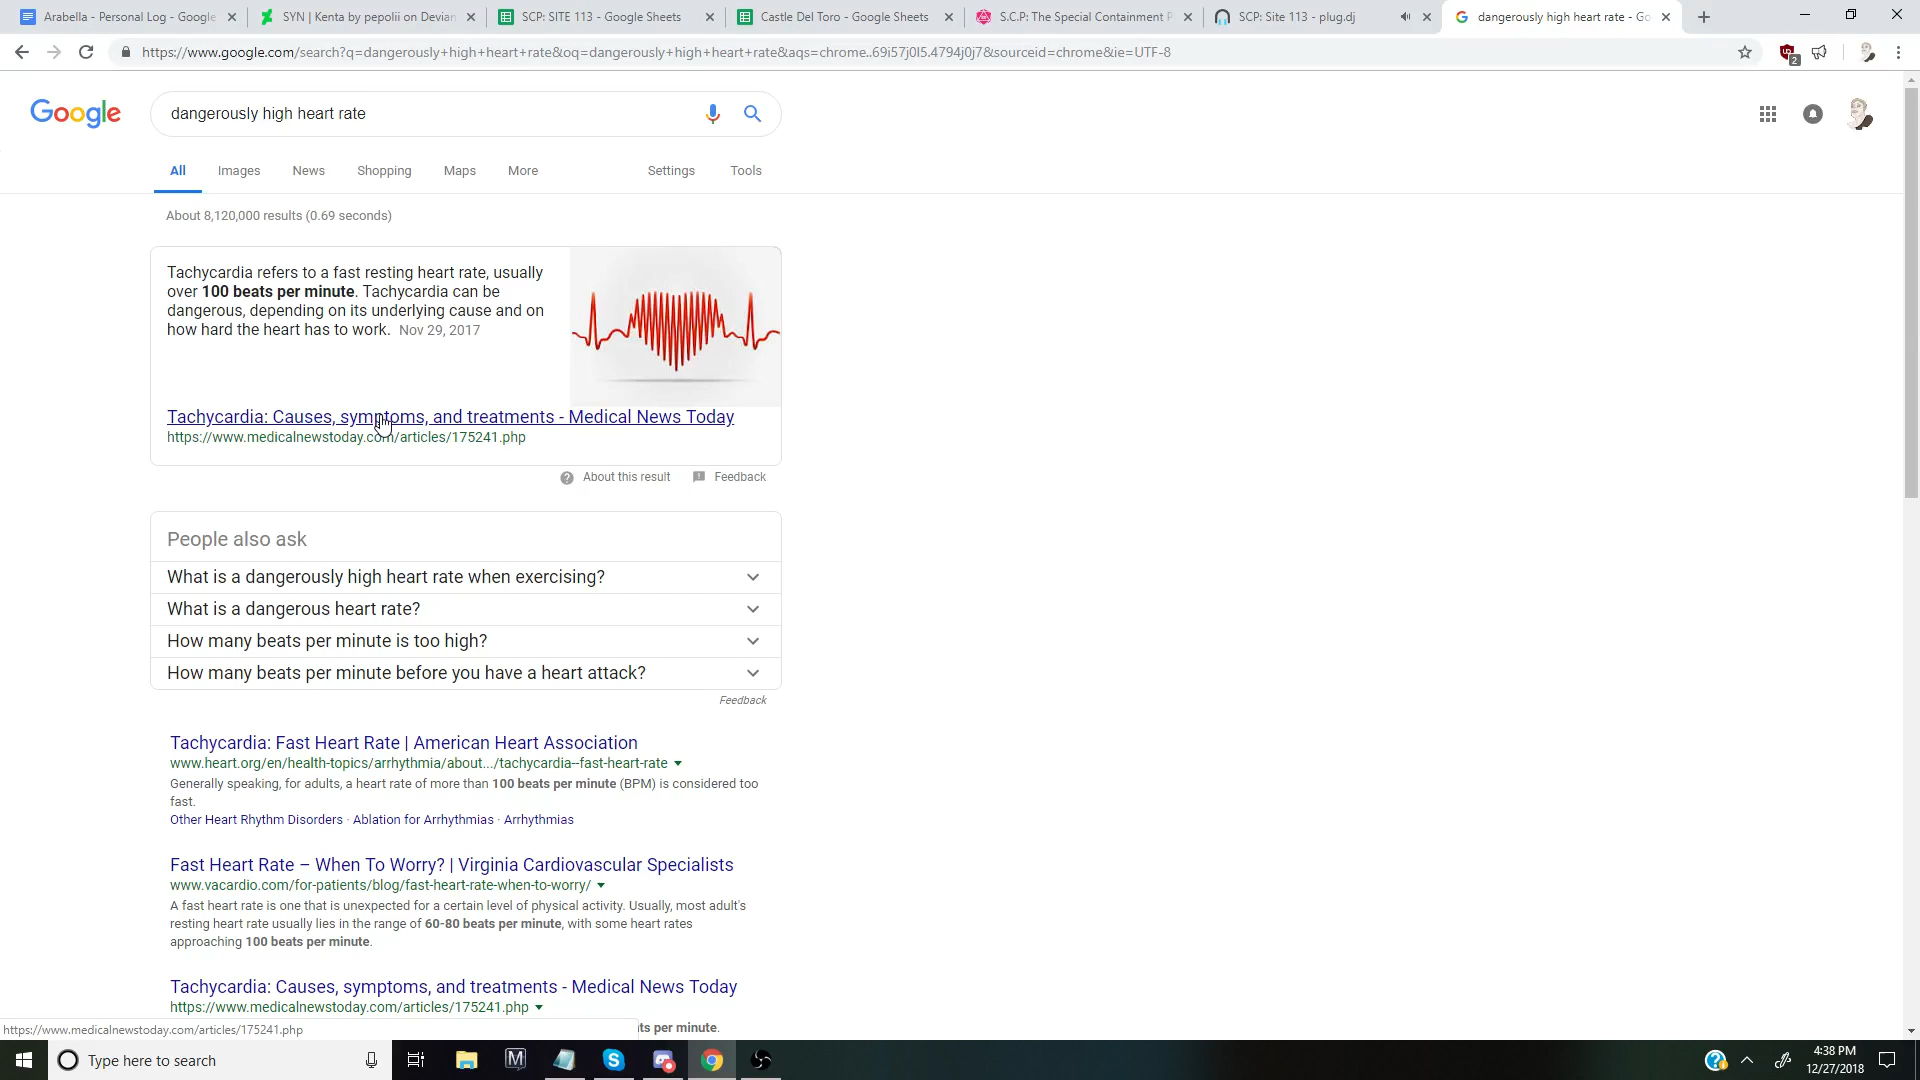 Arabella - Personal Log - Google
SYN | Kenta by pepolii on Devian
SCP: SITE 113 - Google Sheets
Castle Del Toro - Google Sheets
S.C.P: The Special Containment P
SCP: Site 113 - plug.dj
dangerously high heart rate - Go
https://www.google.com/search?q=dangerously+high+heart+rate&oq=dangerously+high+heart+rate&aqs=chrome..69i57j0l5.4794j0j7&sourceid=chrome&ie=UTF-8
2
Google
dangerously high heart rate
All Images News Shopping Maps More Settings Tools
About 8,120,000 results (0.69 seconds)
Tachycardia refers to a fast resting heart rate, usually
over 100 beats per minute. Tachycardia can be
dangerous, depending on its underlying cause and on
how hard the heart has to work. Nov 29, 2017
Tachycardia: Causes, symptoms, and treatments - Medical News Today
https://www.medicalnewstoday.com/articles/175241.php
About this result Feedback
People also ask
What is a dangerously high heart rate when exercising?
What is a dangerous heart rate?
How many beats per minute is too high?
How many beats per minute before you have a heart attack?
Feedback
Tachycardia: Fast Heart Rate | American Heart Association
www.heart.org/en/health-topics/arrhythmia/about.../tachycardia--fast-heart-rate
Generally speaking, for adults, a heart rate of more than 100 beats per minute (BPM) is considered too
fast.
Other Heart Rhythm Disorders · Ablation for Arrhythmias · Arrhythmias
Fast Heart Rate – When To Worry? | Virginia Cardiovascular Specialists
www.vacardio.com/for-patients/blog/fast-heart-rate-when-to-worry/
A fast heart rate is one that is unexpected for a certain level of physical activity. Usually, most adult's
resting heart rate usually lies in the range of 60-80 beats per minute, with some heart rates
approaching 100 beats per minute.
Tachycardia: Causes, symptoms, and treatments - Medical News Today
https://www.medicalnewstoday.com/articles/175241.php
https://www.medicalnewstoday.com/articles/175241.php
ts per minute.
Type here to search
4:38 PM
12/27/2018